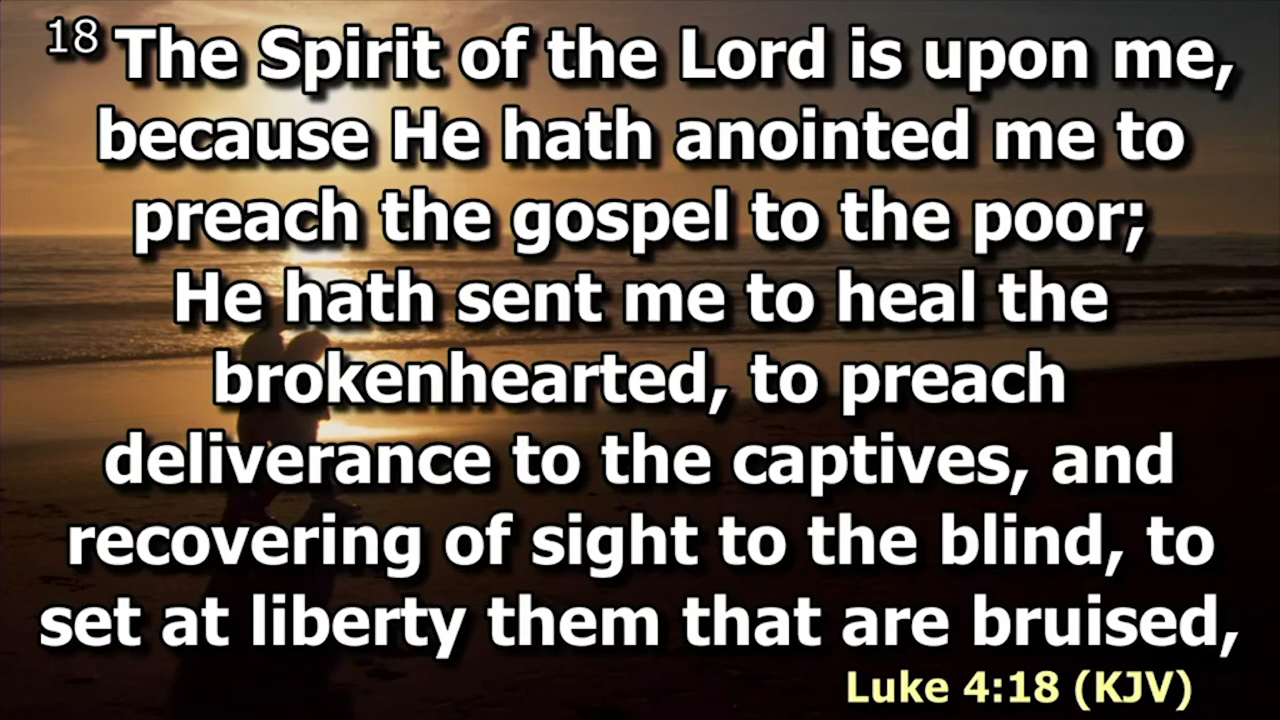 18 The Spirit of the Lord is upon me,
because He hath anointed me to
preach the gospel to the poor;
He hath sent me to heal the
brokenhearted, to preach
deliverance to the captives, and
recovering of sight to the blind, to
set at liberty them that are bruised,
Luke 4:18 (KJV)